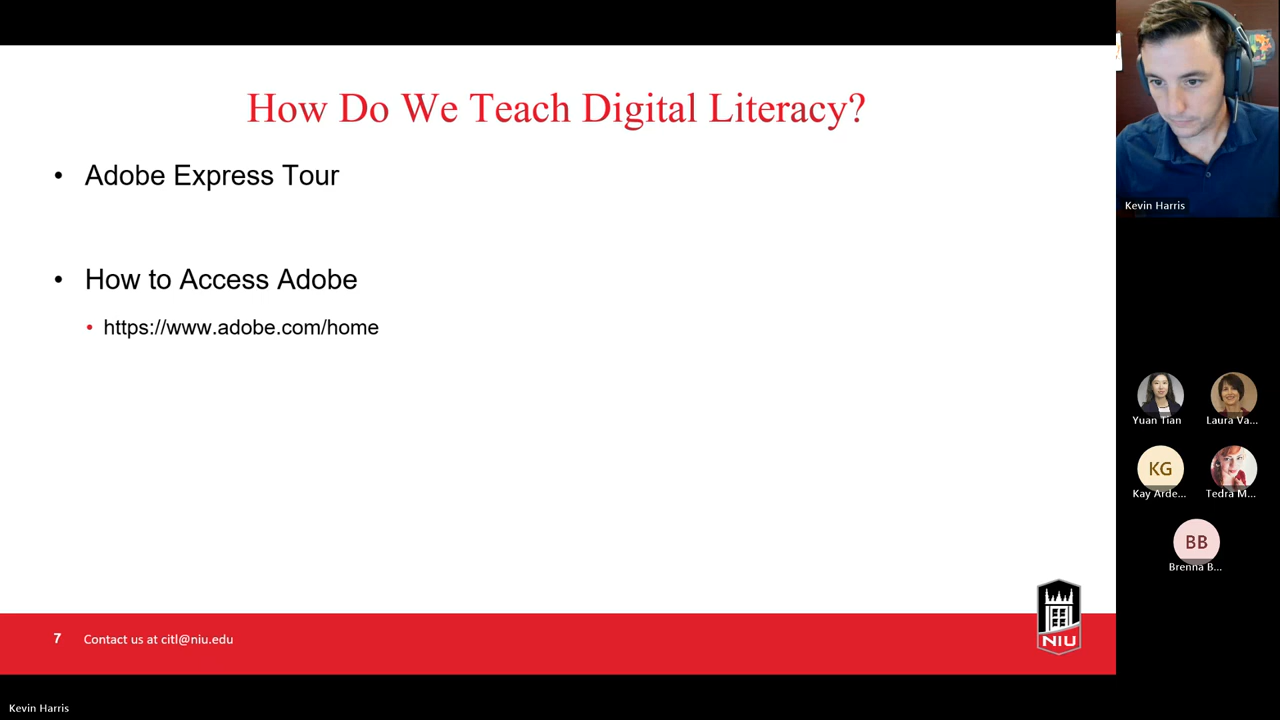 How Do We Teach Digital Literacy?
• Adobe Express Tour
• How to Access Adobe
• https://www.adobe.com/home
7 Contact us at citl@niu.edu
NIU
Kevin Harris
Yuan Tian
Laura Va...
KG
Kay Arde...
Tedra M...
BB
Brenna B...
Kevin Harris